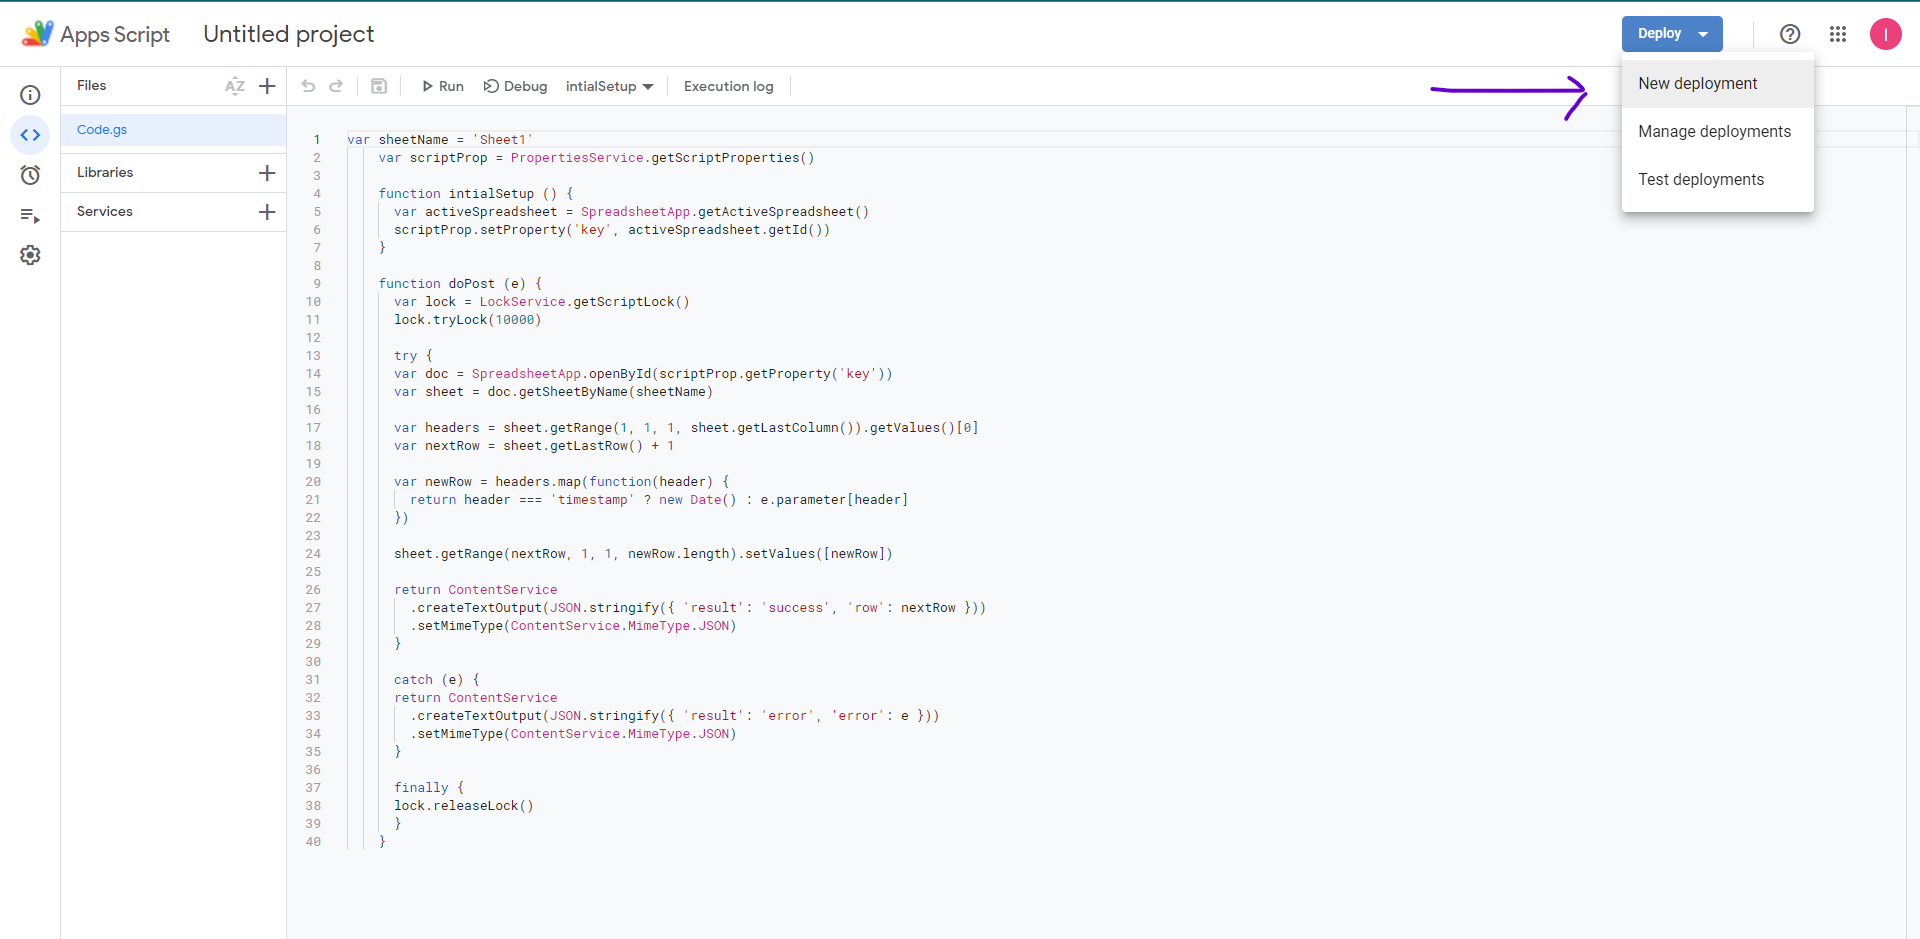 Apps Script Untitled project Deploy I
Files AZ Run Debug intialSetup Execution log New deployment
Code.gs
Manage deployments
Libraries
Test deployments
Services
1 var sheetName = 'Sheet1'
2 var scriptProp = PropertiesService.getScriptProperties()
3
4 function intialSetup () {
5 var activeSpreadsheet = SpreadsheetApp.getActiveSpreadsheet()
6 scriptProp.setProperty('key', activeSpreadsheet.getId())
7 }
8
9 function doPost (e) {
10 var lock = LockService.getScriptLock()
11 lock.tryLock(10000)
12
13 try {
14 var doc = SpreadsheetApp.openById(scriptProp.getProperty('key'))
15 var sheet = doc.getSheetByName(sheetName)
16
17 var headers = sheet.getRange(1, 1, 1, sheet.getLastColumn()).getValues()[0]
18 var nextRow = sheet.getLastRow() + 1
19
20 var newRow = headers.map(function(header) {
21 return header === 'timestamp' ? new Date() : e.parameter[header]
22 })
23
24 sheet.getRange(nextRow, 1, 1, newRow.length).setValues([newRow])
25
26 return ContentService
27 .createTextOutput(JSON.stringify({ 'result': 'success', 'row': nextRow }))
28 .setMimeType(ContentService.MimeType.JSON)
29 }
30
31 catch (e) {
32 return ContentService
33 .createTextOutput(JSON.stringify({ 'result': 'error', 'error': e }))
34 .setMimeType(ContentService.MimeType.JSON)
35 }
36
37 finally {
38 lock.releaseLock()
39 }
40 }